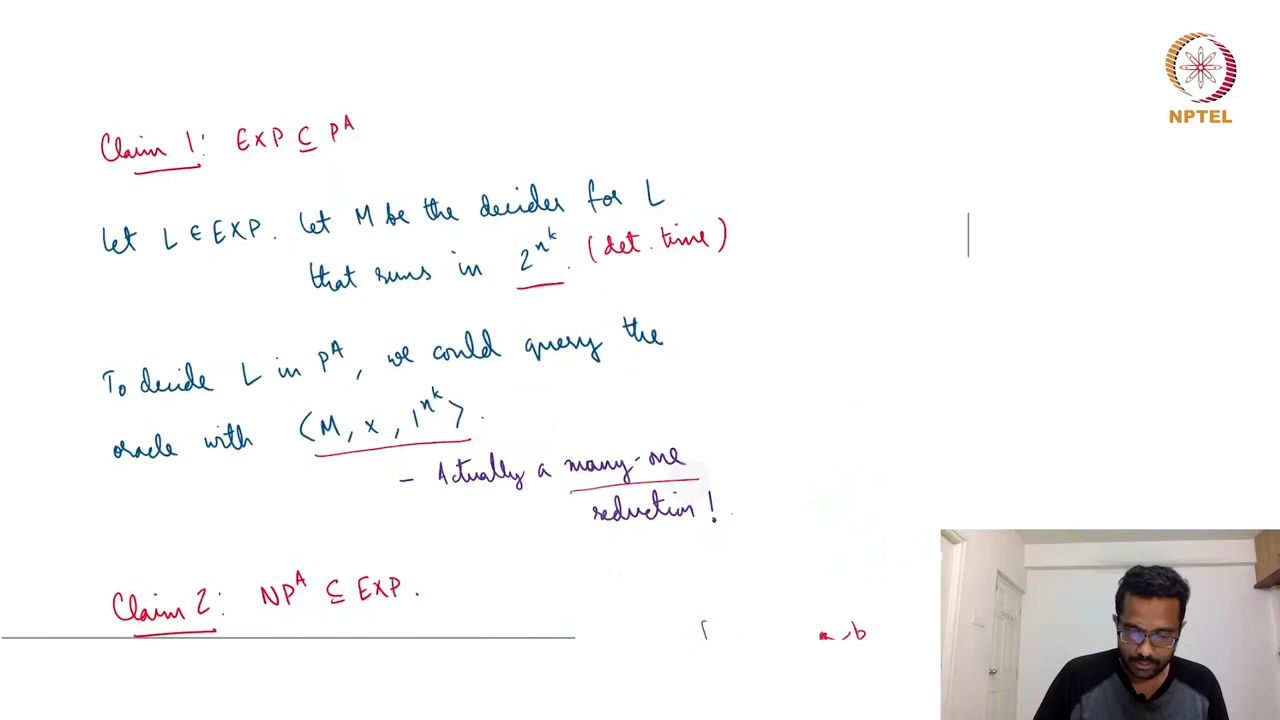 NPTEL
Claim 1: EXP ⊆ P^A
Let L ∈ EXP. Let M be the decider for L
that runs in 2^{n^k}. (det. time)
To decide L in P^A, we could query the
oracle with ⟨M, x, 1^{n^k}⟩.
- Actually a many-one
reduction!
Claim 2: NP^A ⊆ EXP.